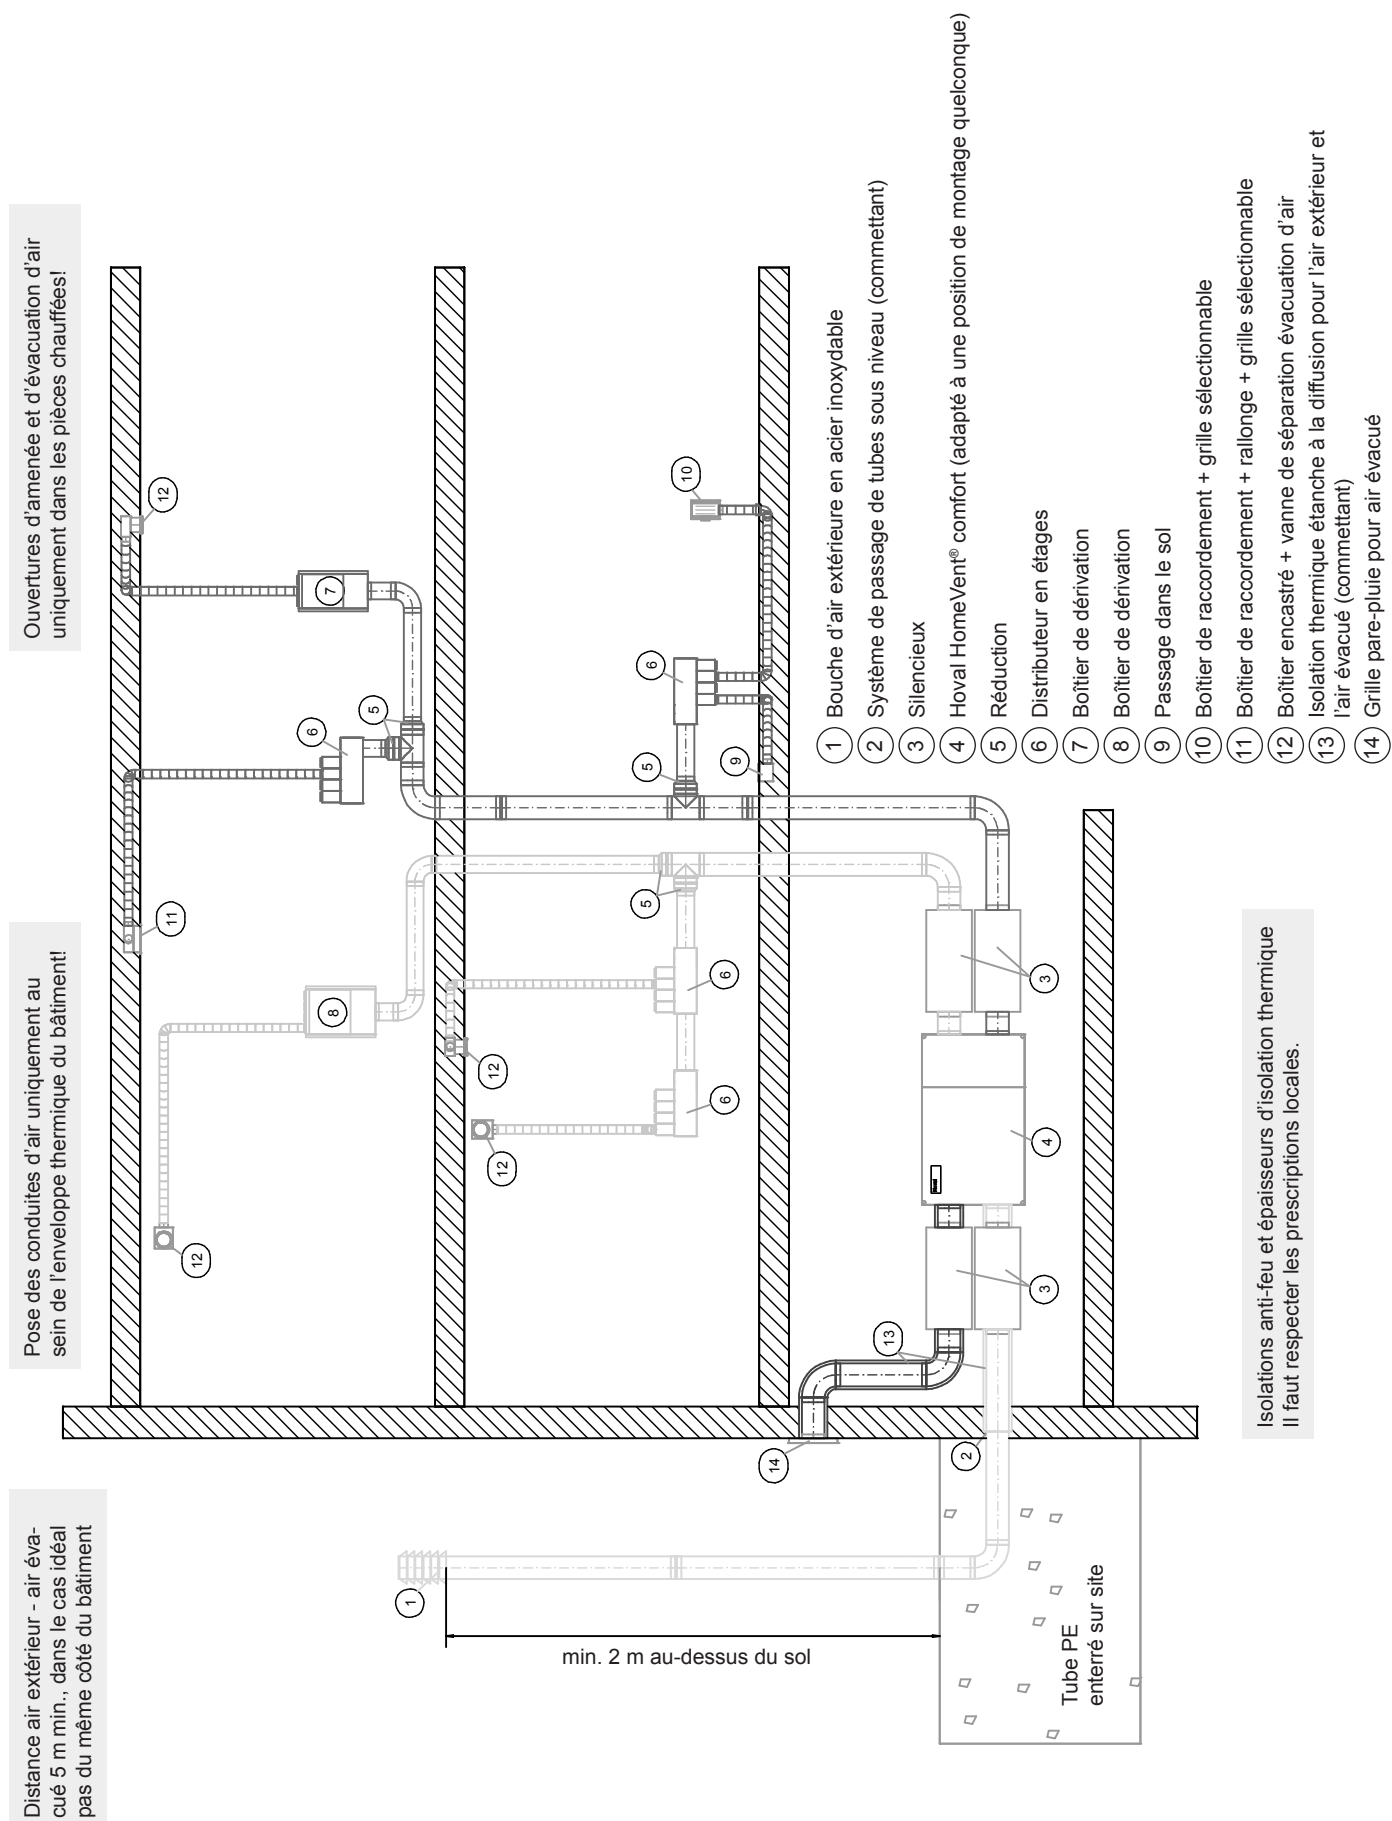 Distance air extérieur - air éva-
cué 5 m min., dans le cas idéal
pas du même côté du bâtiment
Pose des conduites d'air uniquement au
sein de l'enveloppe thermique du bâtiment!
Ouvertures d'amenée et d'évacuation d'air
uniquement dans les pièces chauffées!
12
11
12
7
8
6
5
12
12
6
6
5
5
6
10
9
1
min. 2 m au-dessus du sol
14
13
2
3
4
3
Tube PE
enterré sur site
1 Bouche d'air extérieure en acier inoxydable
2 Système de passage de tubes sous niveau (commettant)
3 Silencieux
4 Hoval HomeVent® comfort (adapté à une position de montage quelconque)
5 Réduction
6 Distributeur en étages
7 Boîtier de dérivation
8 Boîtier de dérivation
9 Passage dans le sol
10 Boîtier de raccordement + grille sélectionnable
11 Boîtier de raccordement + rallonge + grille sélectionnable
12 Boîtier encastré + vanne de séparation évacuation d'air
13 Isolation thermique étanche à la diffusion pour l'air extérieur et
l'air évacué (commettant)
14 Grille pare-pluie pour air évacué
Isolations anti-feu et épaisseurs d'isolation thermique
Il faut respecter les prescriptions locales.